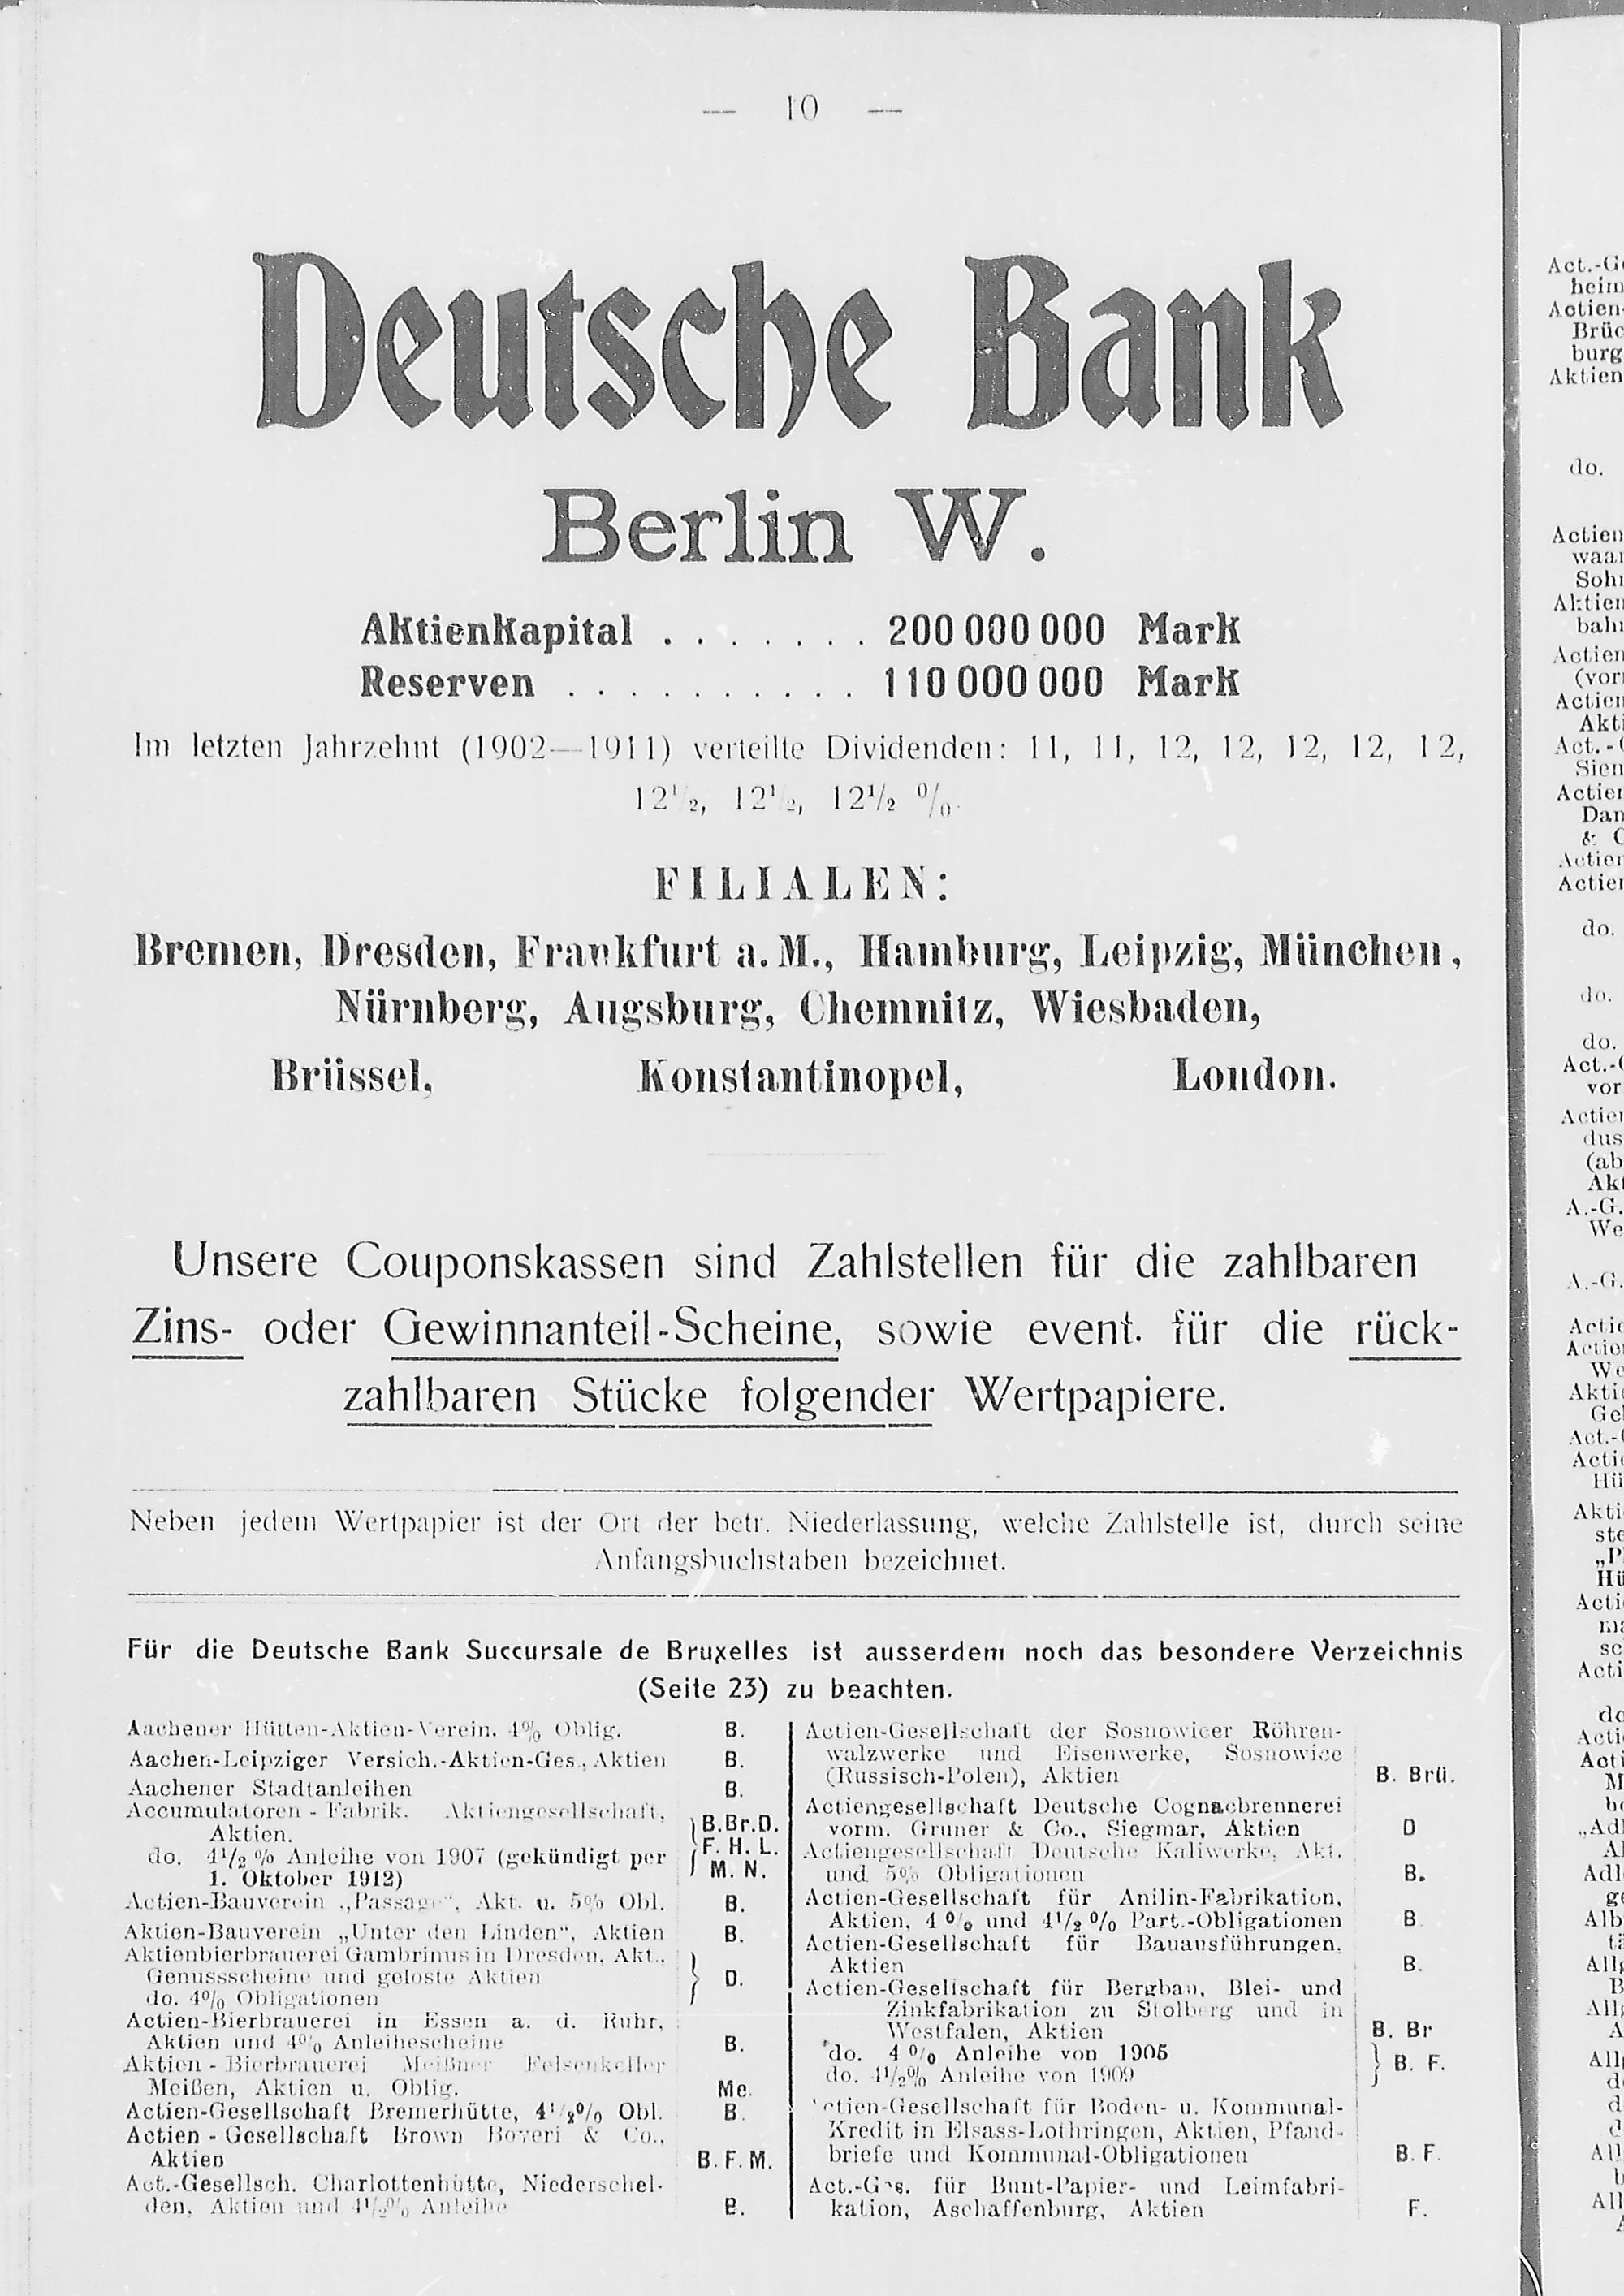 — 10 —
Deutsche Bank
Berlin W.
Aktienkapital . . . . . . . 200 000 000 Mark
Reserven . . . . . . . . . . 110 000 000 Mark
Im letzten Jahrzehnt (1902—1911) verteilte Dividenden: 11, 11, 12, 12, 12, 12, 12,
12½, 12½, 12½ %.
FILIALEN:
Bremen, Dresden, Frankfurt a. M., Hamburg, Leipzig, München,
Nürnberg, Augsburg, Chemnitz, Wiesbaden,
Brüssel, Konstantinopel, London.
Unsere Couponskassen sind Zahlstellen für die zahlbaren
Zins- oder Gewinnanteil-Scheine, sowie event. für die rück-
zahlbaren Stücke folgender Wertpapiere.
Neben jedem Wertpapier ist der Ort der betr. Niederlassung, welche Zahlstelle ist, durch seine
Anfangsbuchstaben bezeichnet.
Für die Deutsche Bank Succursale de Bruxelles ist ausserdem noch das besondere Verzeichnis
(Seite 23) zu beachten.
Aachener Hütten-Aktien-Verein. 4% Oblig. B.
Aachen-Leipziger Versich.-Aktien-Ges., Aktien B.
Aachener Stadtanleihen B.
Accumulatoren-Fabrik. Aktiengesellschaft,
Aktien. B.Br.D.
do. 4½ % Anleihe von 1907 (gekündigt per F. H. L.
1. Oktober 1912) M. N.
Actien-Bauverein „Passage“, Akt. u. 5% Obl. B.
Aktien-Bauverein „Unter den Linden“, Aktien B.
Aktienbierbrauerei Gambrinus in Dresden, Akt.,
Genussscheine und geloste Aktien D.
do. 4% Obligationen
Actien-Bierbrauerei in Essen a. d. Ruhr,
Aktien und 4% Anleihescheine B.
Aktien-Bierbrauerei Meißner Felsenkeller
Meißen, Aktien u. Oblig. Me.
Actien-Gesellschaft Bremerhütte, 4½% Obl. B.
Actien-Gesellschaft Brown Boveri & Co.,
Aktien B. F. M.
Act.-Gesellsch. Charlottenhütte, Niederschel-
den, Aktien und 4½% Anleihe B.
Actien-Gesellschaft der Sosnowicer Röhren-
walzwerke und Eisenwerke, Sosnowice
(Russisch-Polen), Aktien B. Brü.
Actiengesellschaft Deutsche Cognacbrennerei
vorm. Gruner & Co., Siegmar, Aktien D
Actiengesellschaft Deutsche Kaliwerke, Akt.
und 5% Obligationen B.
Actien-Gesellschaft für Anilin-Fabrikation,
Aktien, 4 % und 4½ % Part.-Obligationen B
Actien-Gesellschaft für Bauausführungen,
Aktien B.
Actien-Gesellschaft für Bergbau, Blei- und
Zinkfabrikation zu Stolberg und in
Westfalen, Aktien B. Br
do. 4 % Anleihe von 1905
do. 4½% Anleihe von 1909 B. F.
ctien-Gesellschaft für Boden- u. Kommunal-
Kredit in Elsass-Lothringen, Aktien, Pfand-
briefe und Kommunal-Obligationen B. F.
Act.-Ges. für Bunt-Papier- und Leimfabri-
kation, Aschaffenburg, Aktien F.